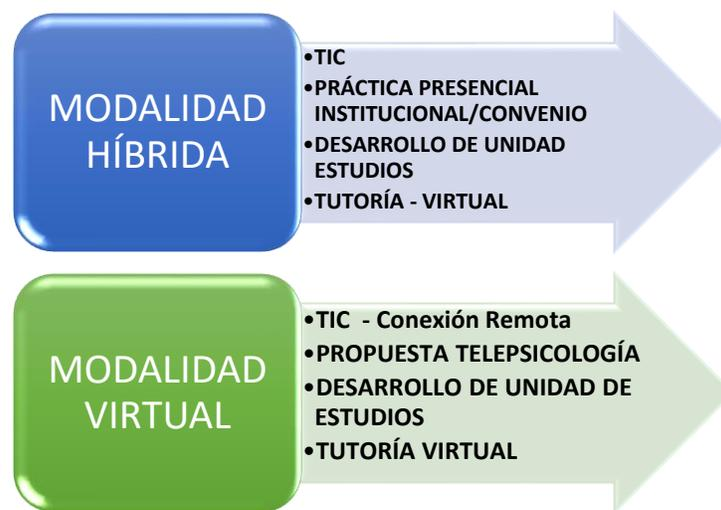 MODALIDAD
HÍBRIDA
•TIC
•PRÁCTICA PRESENCIAL
INSTITUCIONAL/CONVENIO
•DESARROLLO DE UNIDAD
ESTUDIOS
•TUTORÍA - VIRTUAL
MODALIDAD
VIRTUAL
•TIC - Conexión Remota
•PROPUESTA TELEPSICOLOGÍA
•DESARROLLO DE UNIDAD DE
ESTUDIOS
•TUTORÍA VIRTUAL